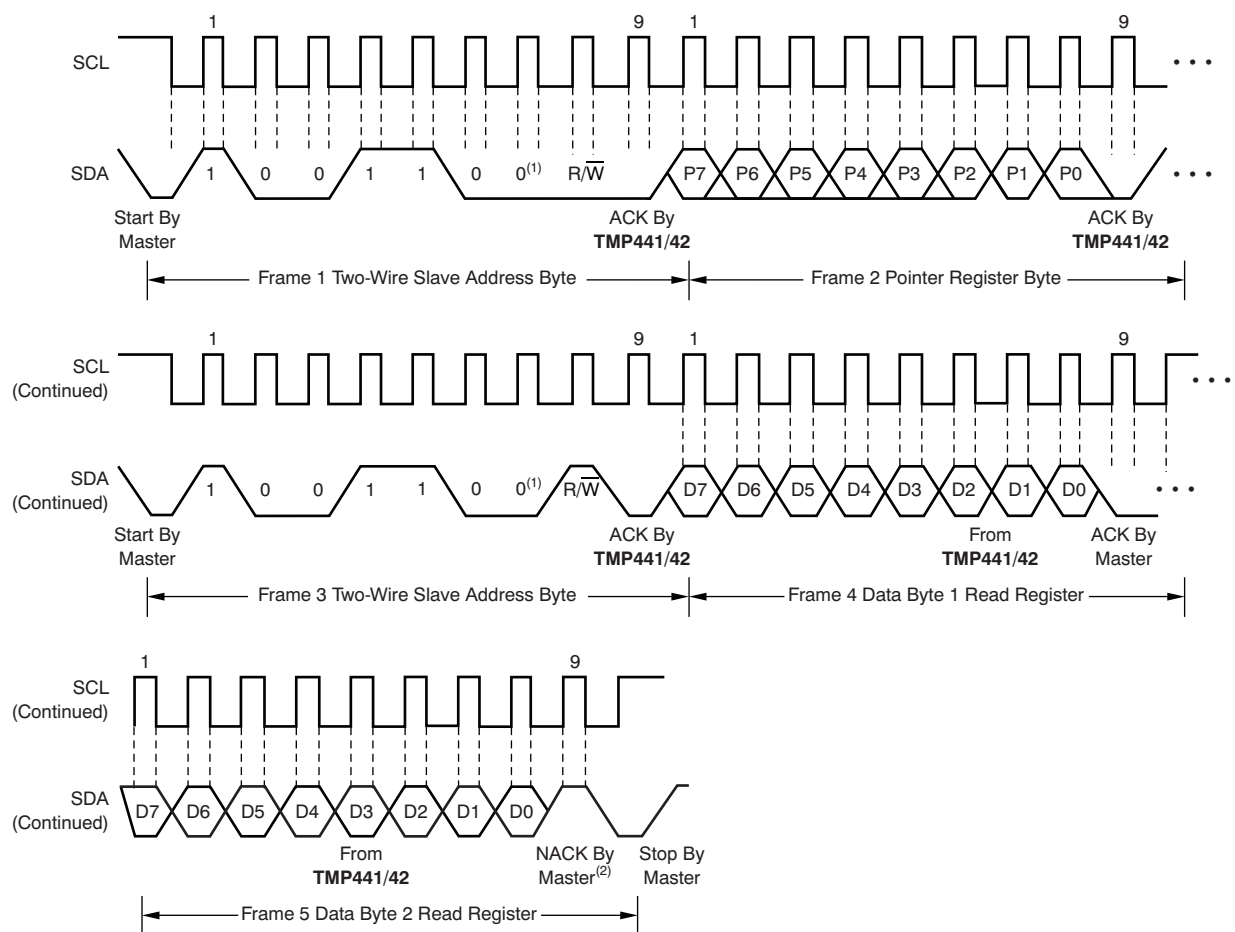 1 9 1 9
SCL
SDA 1 0 0 1 1 0 0(1) R/W P7 P6 P5 P4 P3 P2 P1 P0
Start By ACK By ACK By
Master TMP441/42 TMP441/42
Frame 1 Two-Wire Slave Address Byte Frame 2 Pointer Register Byte
1 9 1 9
SCL
(Continued)
SDA 1 0 0 1 1 0 0(1) R/W D7 D6 D5 D4 D3 D2 D1 D0
(Continued)
Start By ACK By From ACK By
Master TMP441/42 TMP441/42 Master
Frame 3 Two-Wire Slave Address Byte Frame 4 Data Byte 1 Read Register
1 9
SCL
(Continued)
SDA D7 D6 D5 D4 D3 D2 D1 D0
(Continued)
From NACK By Stop By
TMP441/42 Master(2) Master
Frame 5 Data Byte 2 Read Register